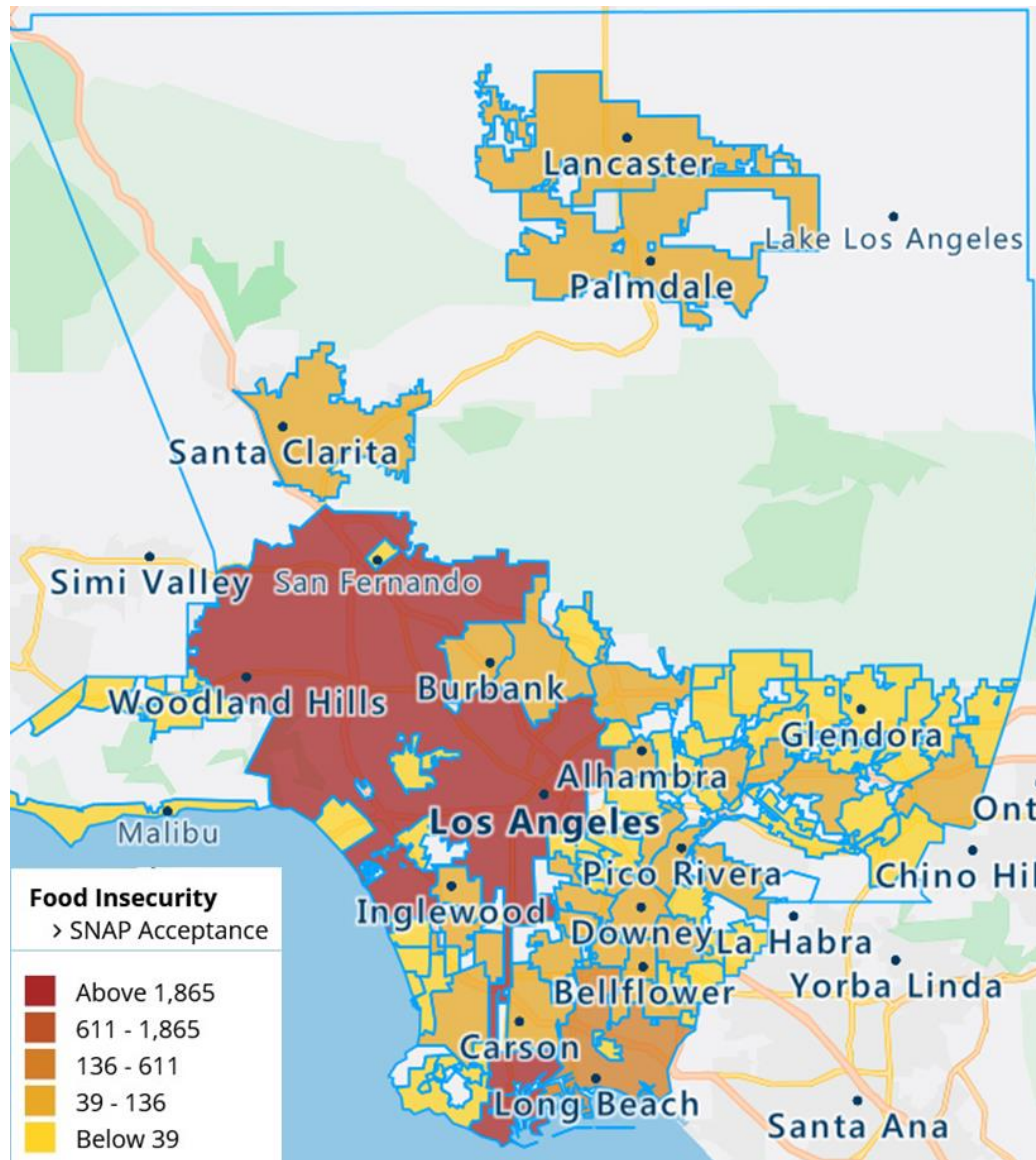 Lancaster
Lake Los Angeles
Palmdale
Santa Clarita
Simi Valley
San Fernando
Woodland Hills
Burbank
Glendora
Alhambra
Malibu
Los Angeles
Ont
Pico Rivera
Chino Hil
Inglewood
Downey
La Habra
Bellflower
Yorba Linda
Carson
Long Beach
Santa Ana
Food Insecurity
> SNAP Acceptance
Above 1,865
611 - 1,865
136 - 611
39 - 136
Below 39